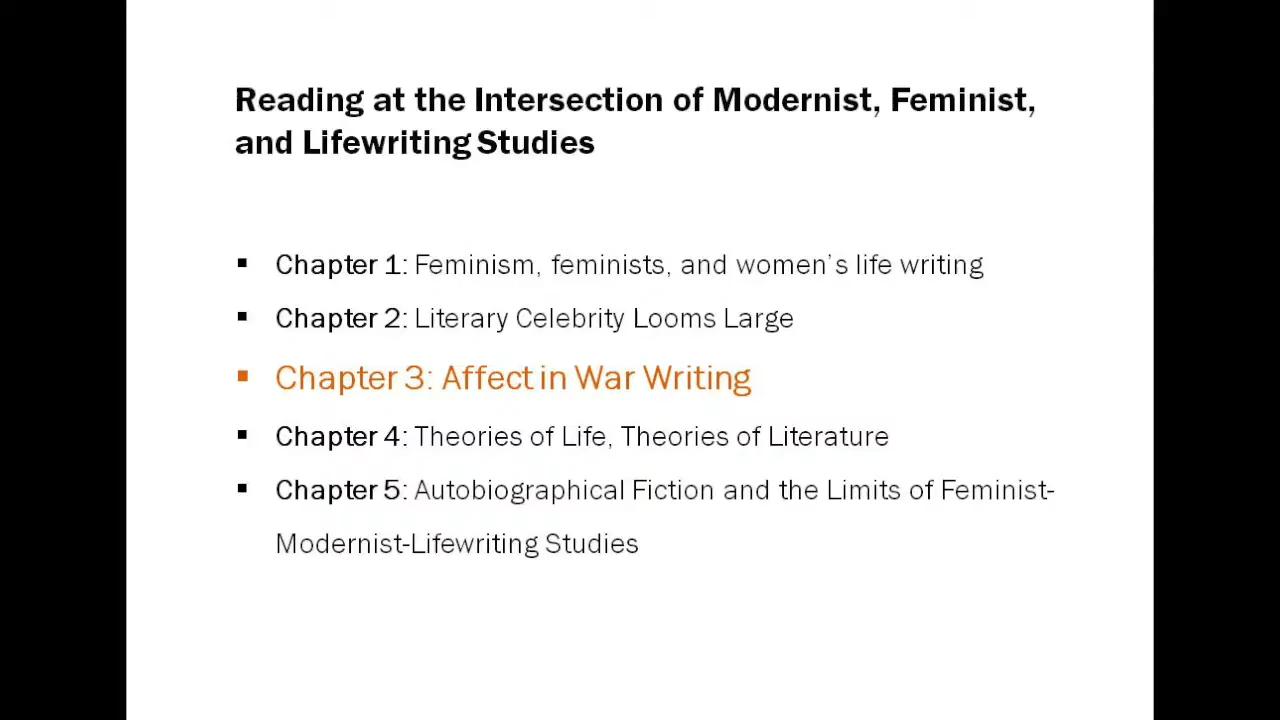 Reading at the Intersection of Modernist, Feminist,
and Lifewriting Studies
▪ Chapter 1: Feminism, feminists, and women's life writing
▪ Chapter 2: Literary Celebrity Looms Large
▪ Chapter 3: Affect in War Writing
▪ Chapter 4: Theories of Life, Theories of Literature
▪ Chapter 5: Autobiographical Fiction and the Limits of Feminist-
Modernist-Lifewriting Studies